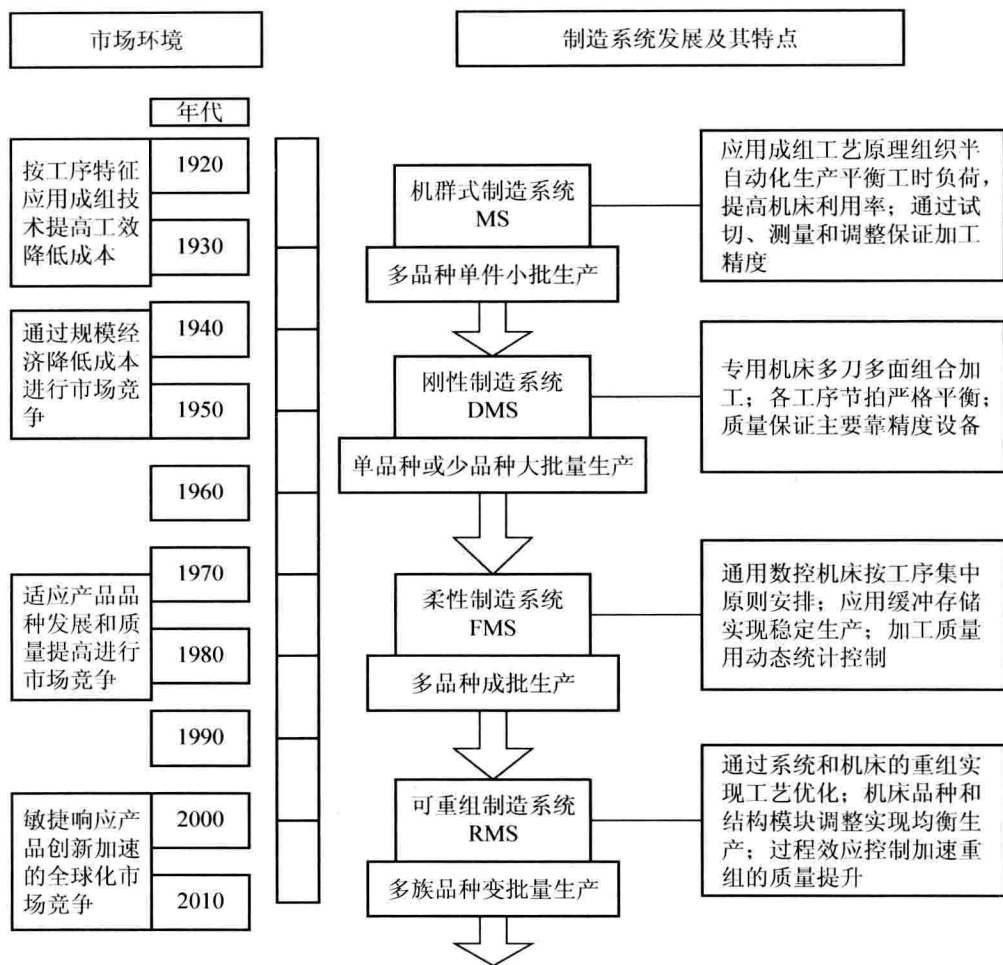 市场环境
制造系统发展及其特点
年代
按工序特征
应用成组技
术提高工效
降低成本
1920
1930
通过规模经
济降低成本
进行市场竞
争
1940
1950
1960
适应产品品
种发展和质
量提高进行
市场竞争
1970
1980
1990
敏捷响应产
品创新加速
的全球化市
场竞争
2000
2010
机群式制造系统
MS
多品种单件小批生产
应用成组工艺原理组织半
自动化生产平衡工时负荷，
提高机床利用率；通过试
切、测量和调整保证加工
精度
刚性制造系统
DMS
单品种或少品种大批量生产
专用机床多刀多面组合加
工；各工序节拍严格平衡；
质量保证主要靠精度设备
柔性制造系统
FMS
多品种成批生产
通用数控机床按工序集中
原则安排；应用缓冲存储
实现稳定生产；加工质量
用动态统计控制
可重组制造系统
RMS
多族品种变批量生产
通过系统和机床的重组实
现工艺优化；机床品种和
结构模块调整实现均衡生
产；过程效应控制加速重
组的质量提升